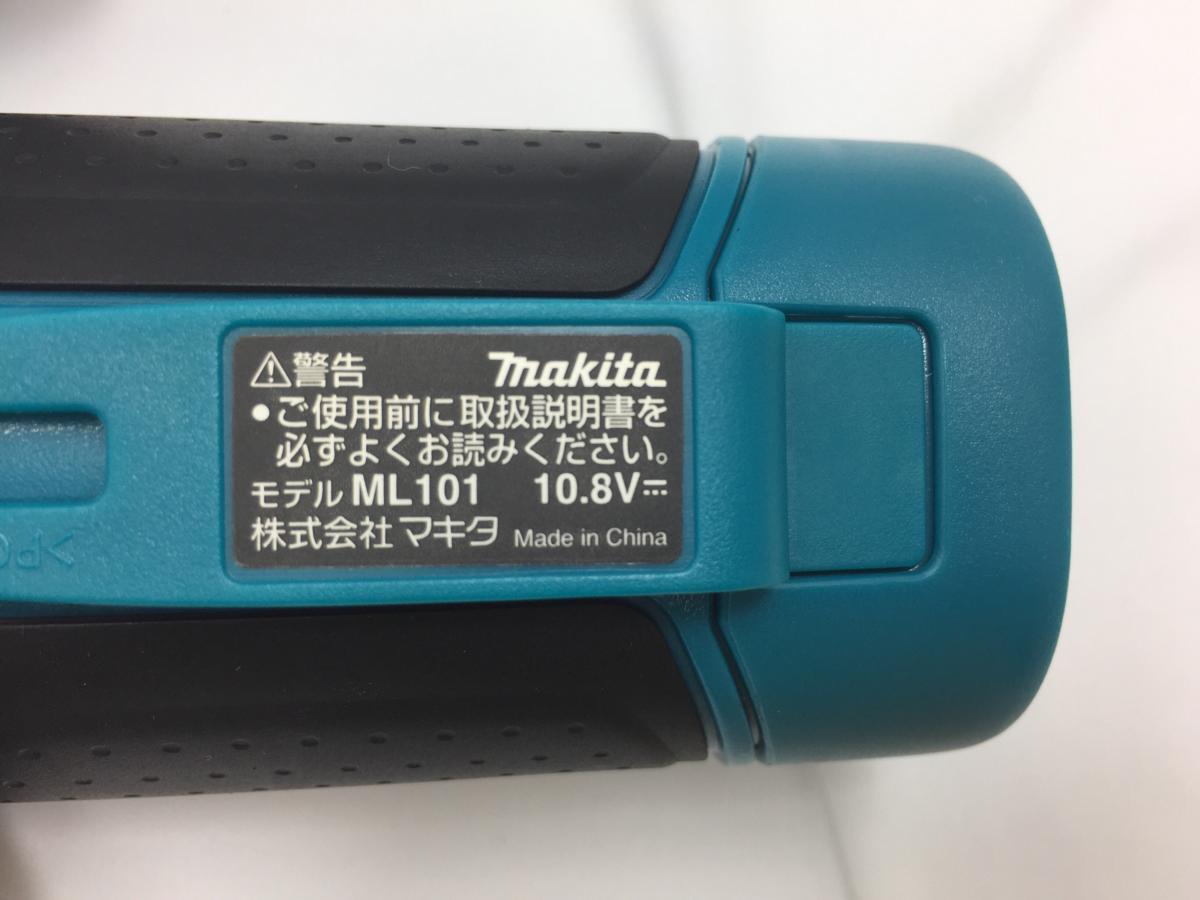 ⚠警告 makita
●ご使用前に取扱説明書を
必ずよくお読みください。
モデル ML101 10.8V⎓
株式会社マキタ Made in China